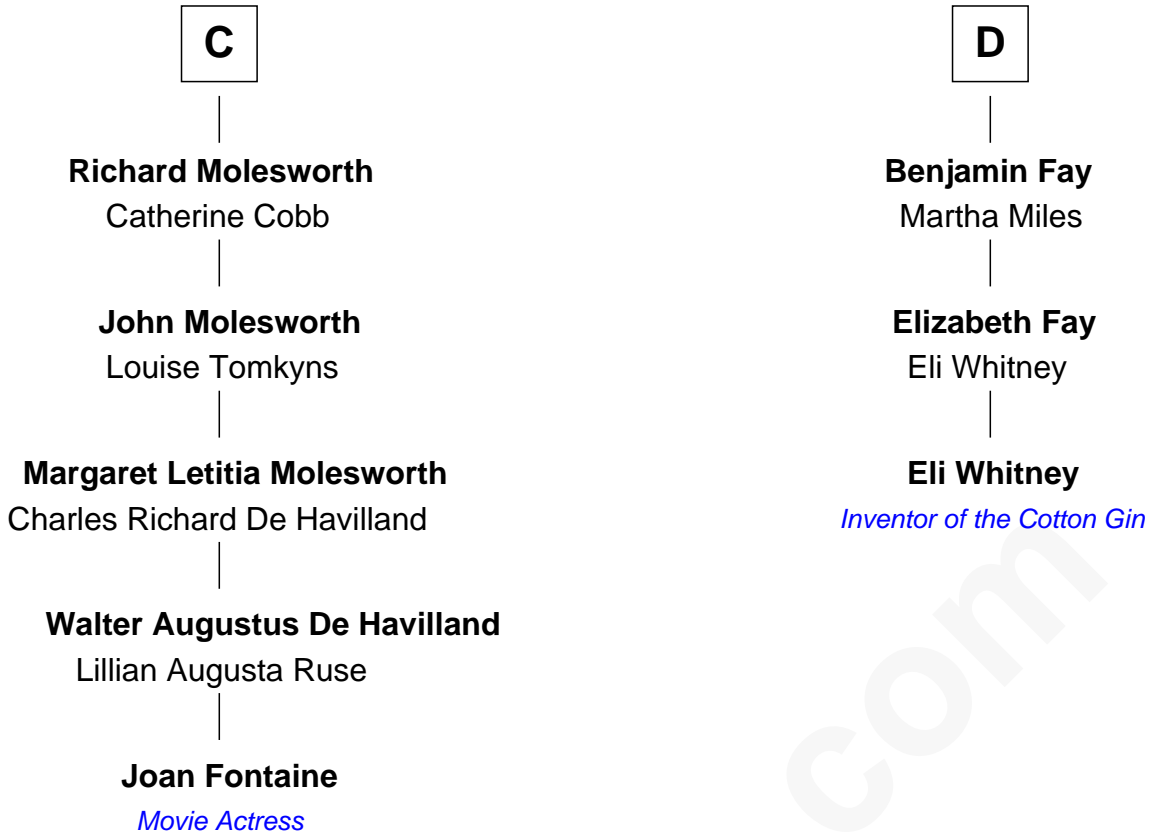 C
Richard Molesworth
Catherine Cobb
John Molesworth
Louise Tomkyns
Margaret Letitia Molesworth
Charles Richard De Havilland
Walter Augustus De Havilland
Lillian Augusta Ruse
Joan Fontaine
Movie Actress
D
Benjamin Fay
Martha Miles
Elizabeth Fay
Eli Whitney
Eli Whitney
Inventor of the Cotton Gin
com